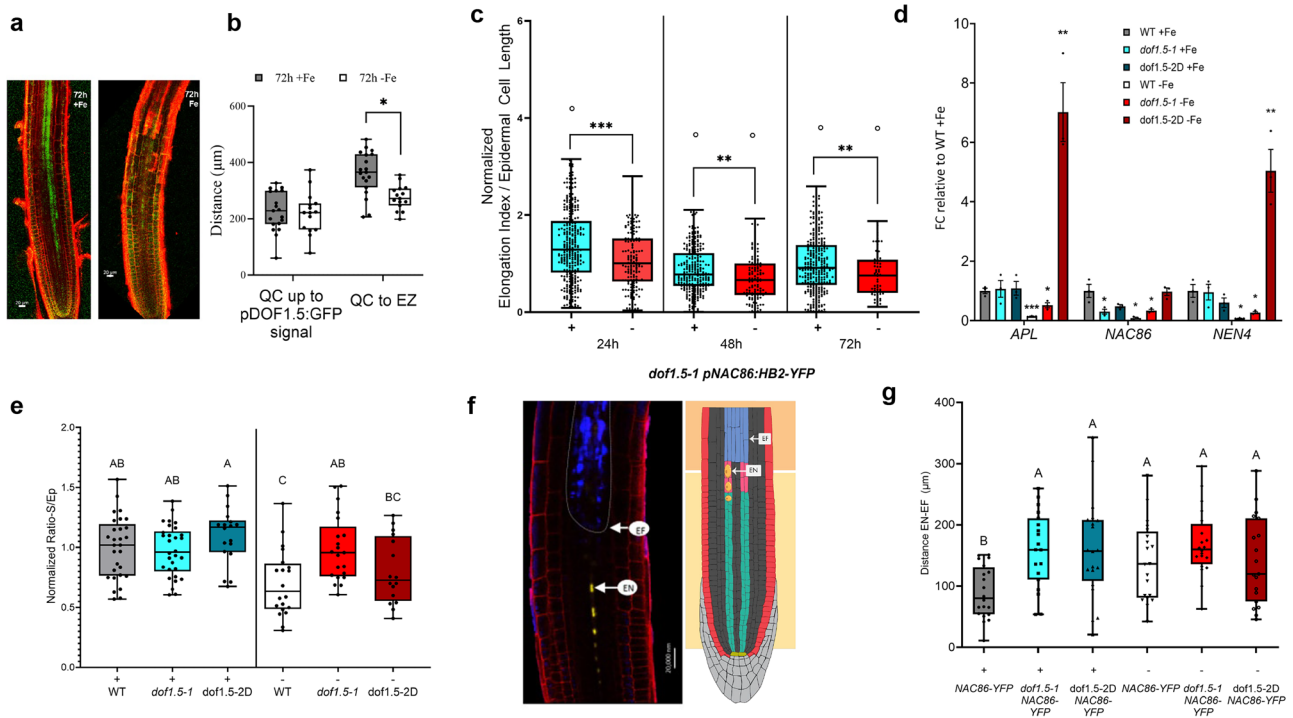 a
72h
+Fe
20 µm
72h
Fe
20 µm
b
72h +Fe
72h -Fe
Distance (µm)
600
400
200
0
*
QC up to
pDOF1.5:GFP
signal
QC to EZ
c
Normalized
Elongation Index / Epidermal Cell Length
6
4
2
0
***
**
**
+
-
+
-
+
-
24h
48h
72h
dof1.5-1 pNAC86:HB2-YFP
d
FC relative to WT +Fe
10
8
6
4
2
0
WT +Fe
dof1.5-1 +Fe
dof1.5-2D +Fe
WT -Fe
dof1.5-1 -Fe
dof1.5-2D -Fe
**
**
***
*
*
*
*
*
*
APL
NAC86
NEN4
e
Normalized Ratio-S/Ep
2.0
1.5
1.0
0.5
0.0
AB
AB
A
C
AB
BC
+
+
+
-
-
-
WT
dof1.5-1
dof1.5-2D
WT
dof1.5-1
dof1.5-2D
f
EF
EN
20,000 nm
EF
EN
g
Distance EN-EF (µm)
400
300
200
100
0
B
A
A
A
A
A
+
+
+
-
-
-
NAC86-YFP
dof1.5-1
NAC86-
YFP
dof1.5-2D
NAC86-
YFP
NAC86-YFP
dof1.5-1
NAC86-
YFP
dof1.5-2D
NAC86-YFP